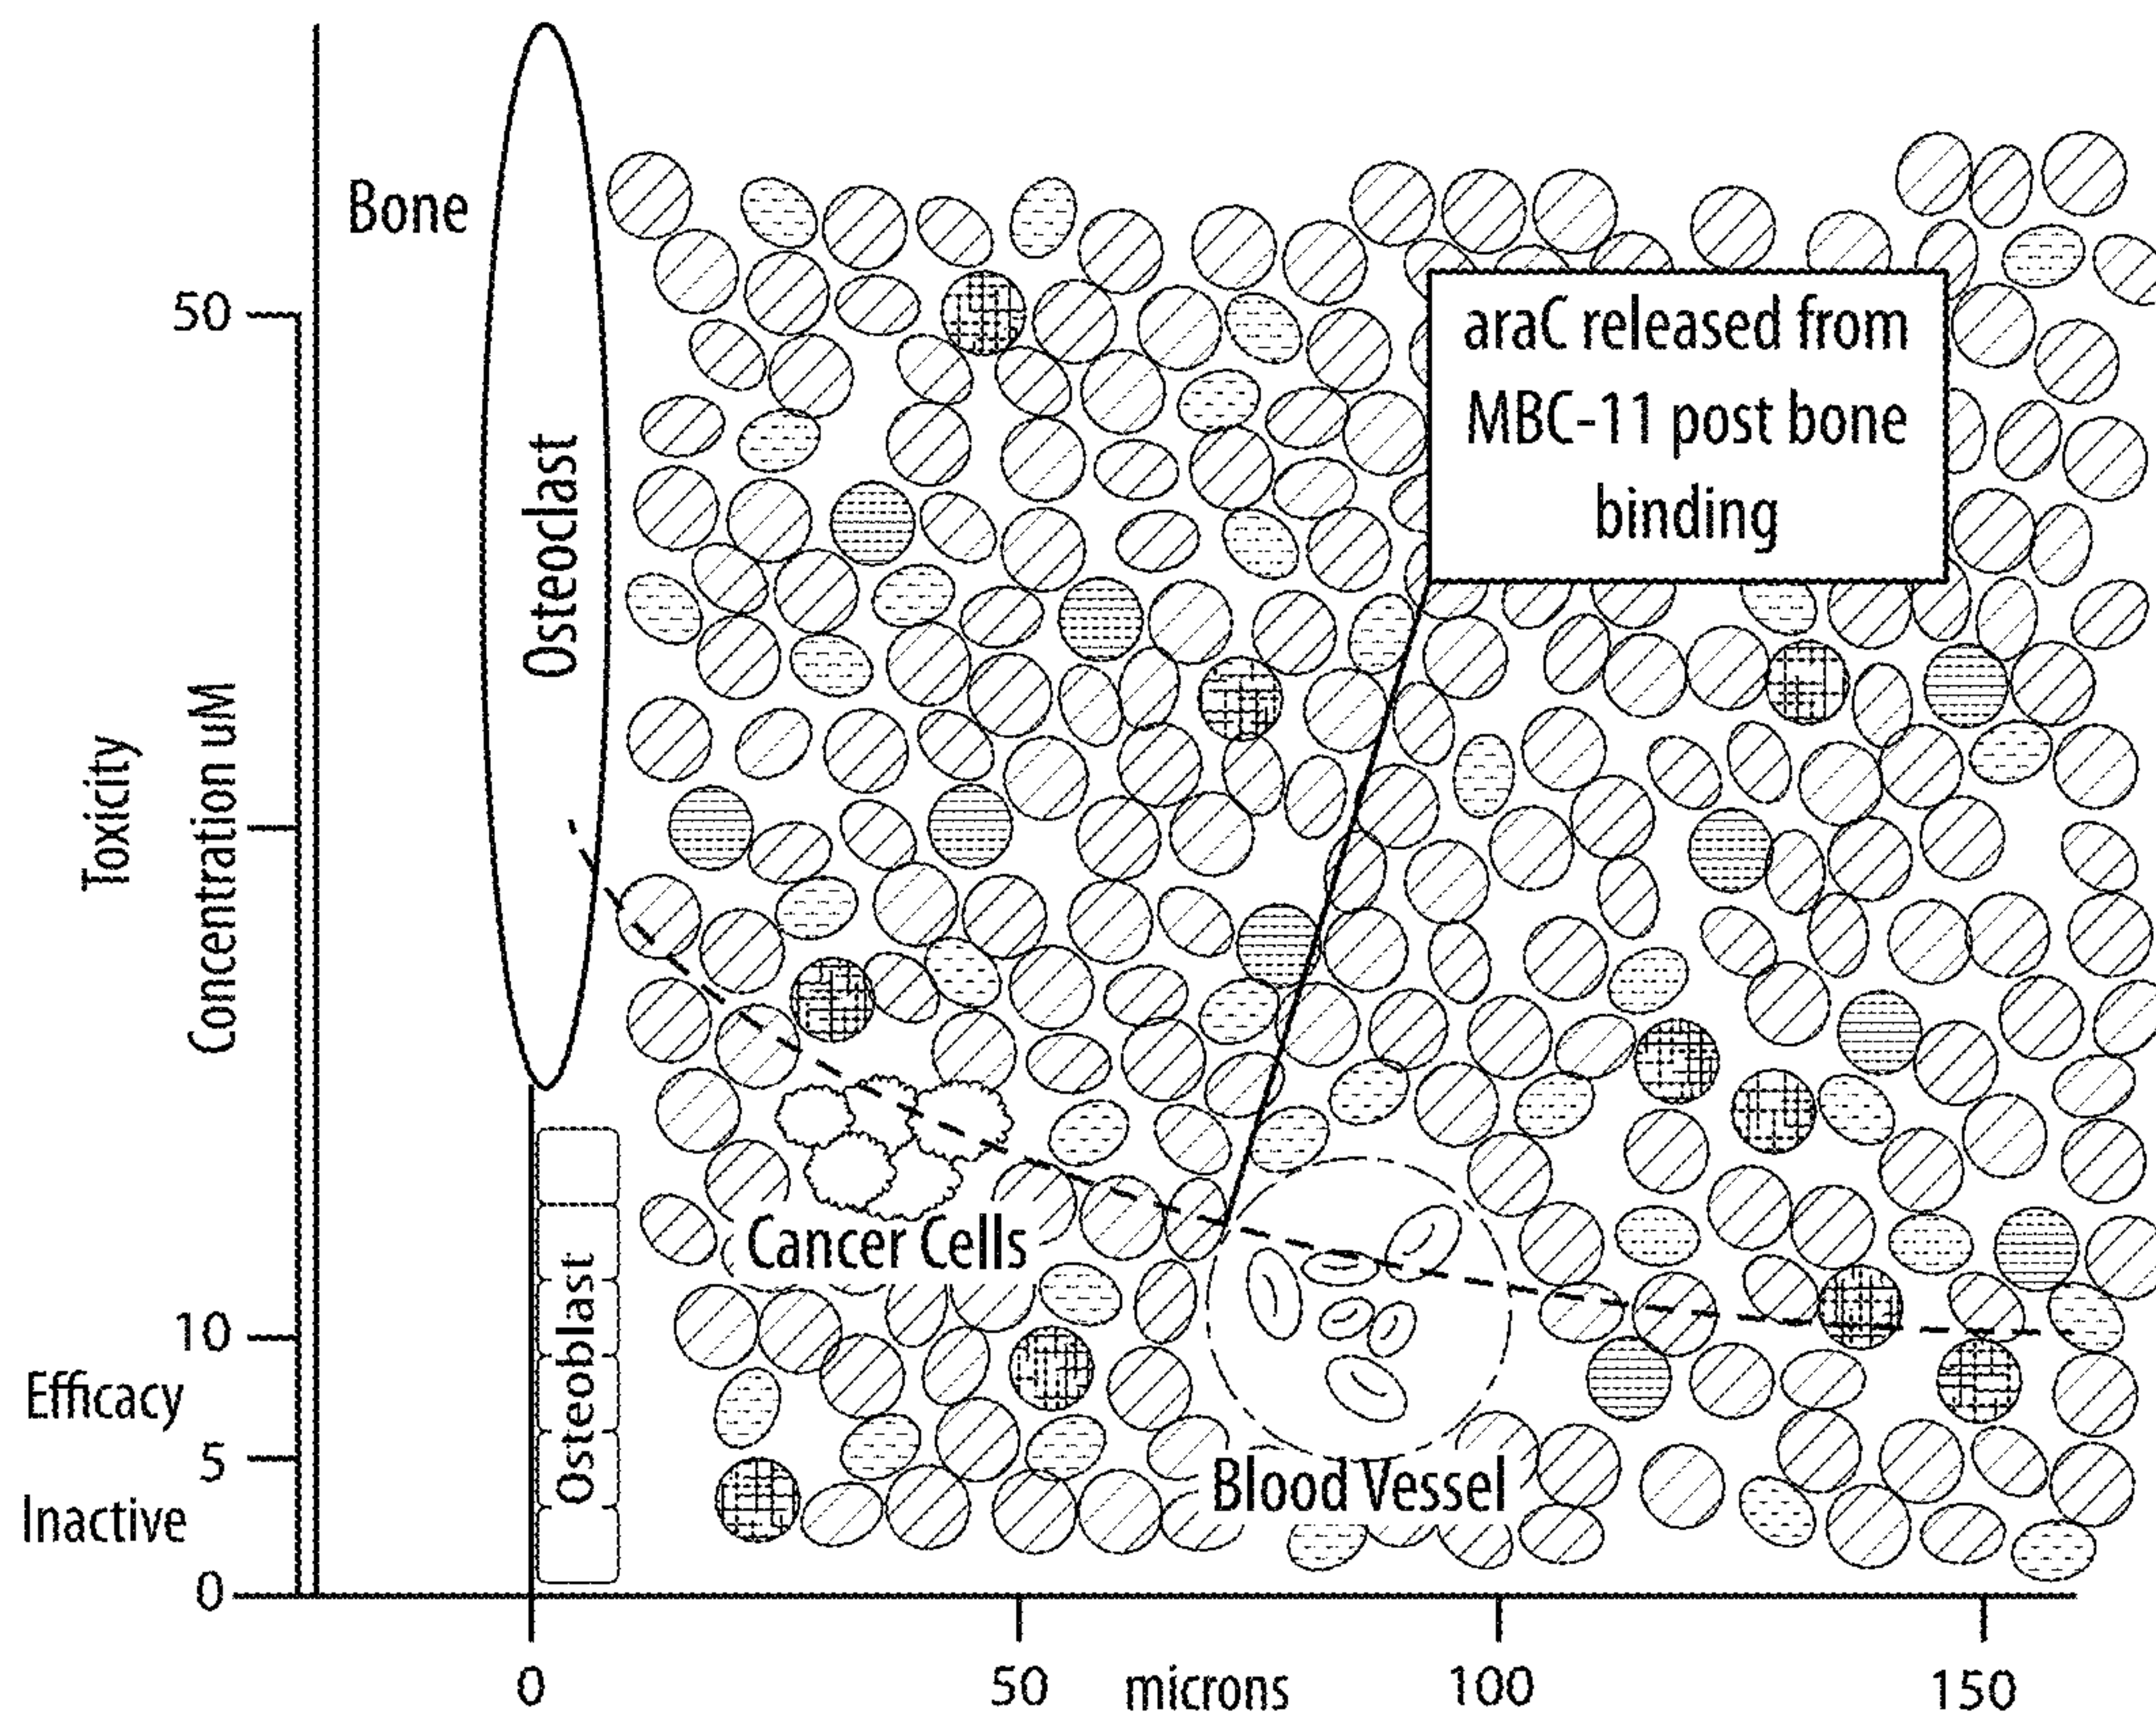 Bone
50
Osteoclast
araC released from
MBC-11 post bone
binding
Toxicity
Concentration uM
Cancer Cells
10
Efficacy
5
Inactive
0
Osteoblast
Blood Vessel
0
50
microns
100
150